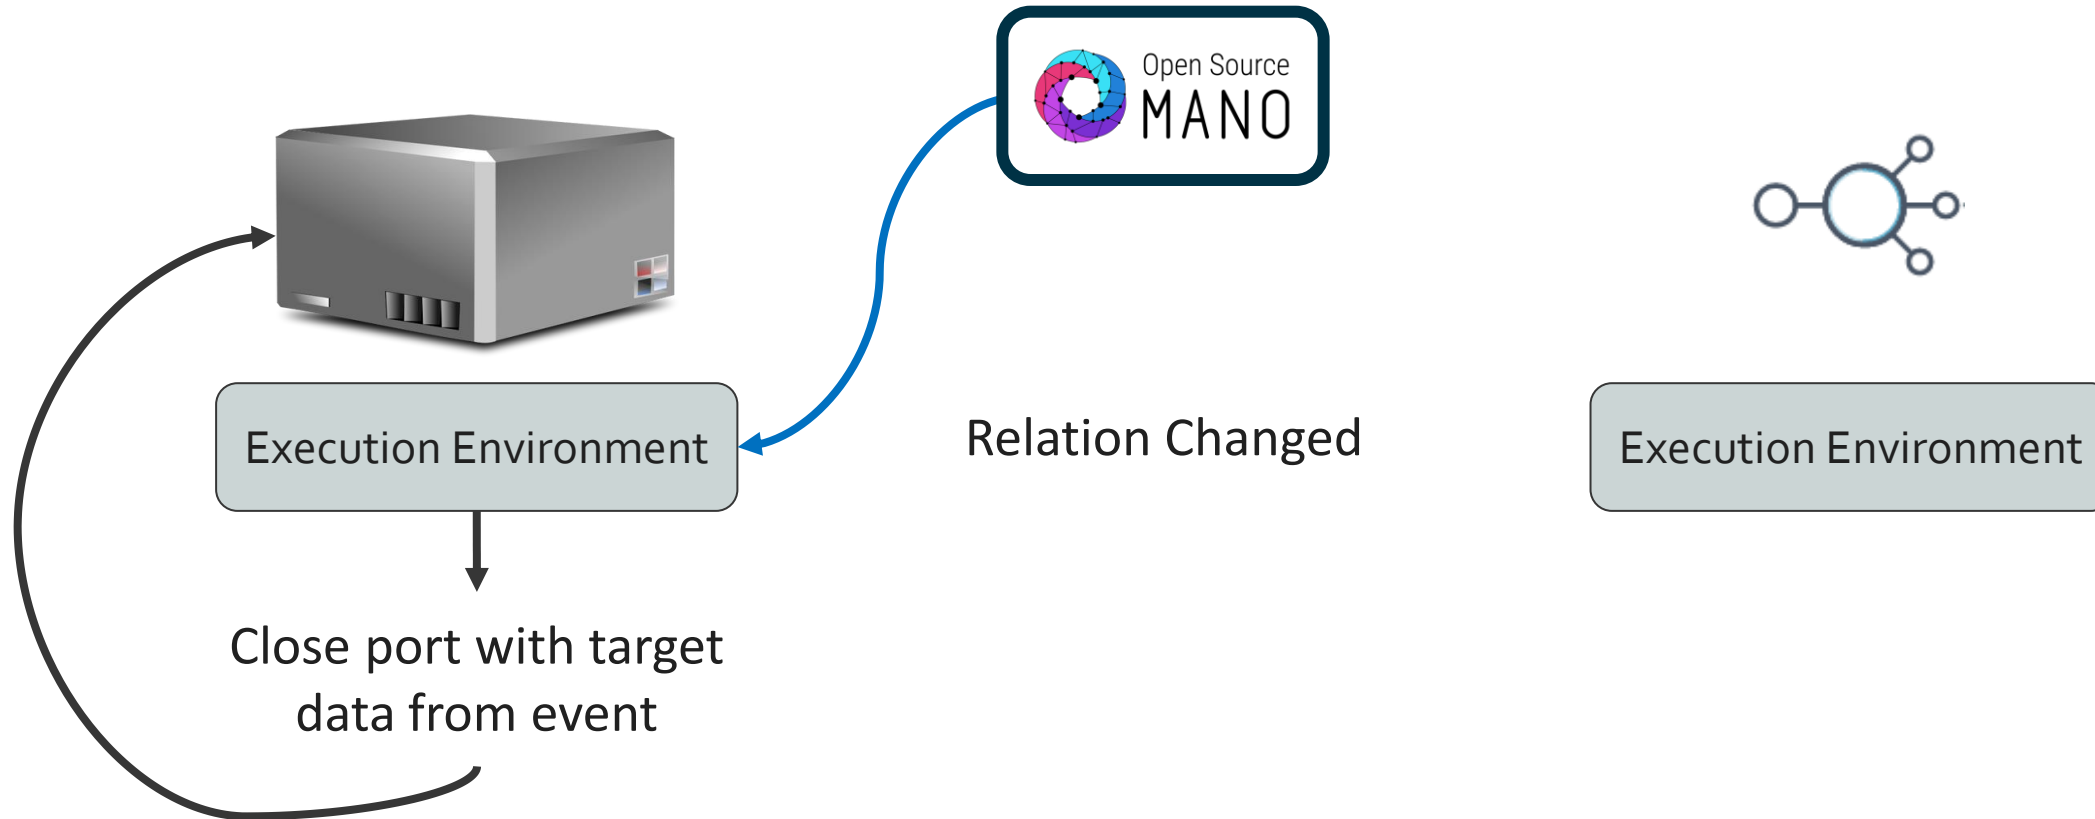 Open Source
MANO
Execution Environment
Relation Changed
Execution Environment
Close port with target
data from event